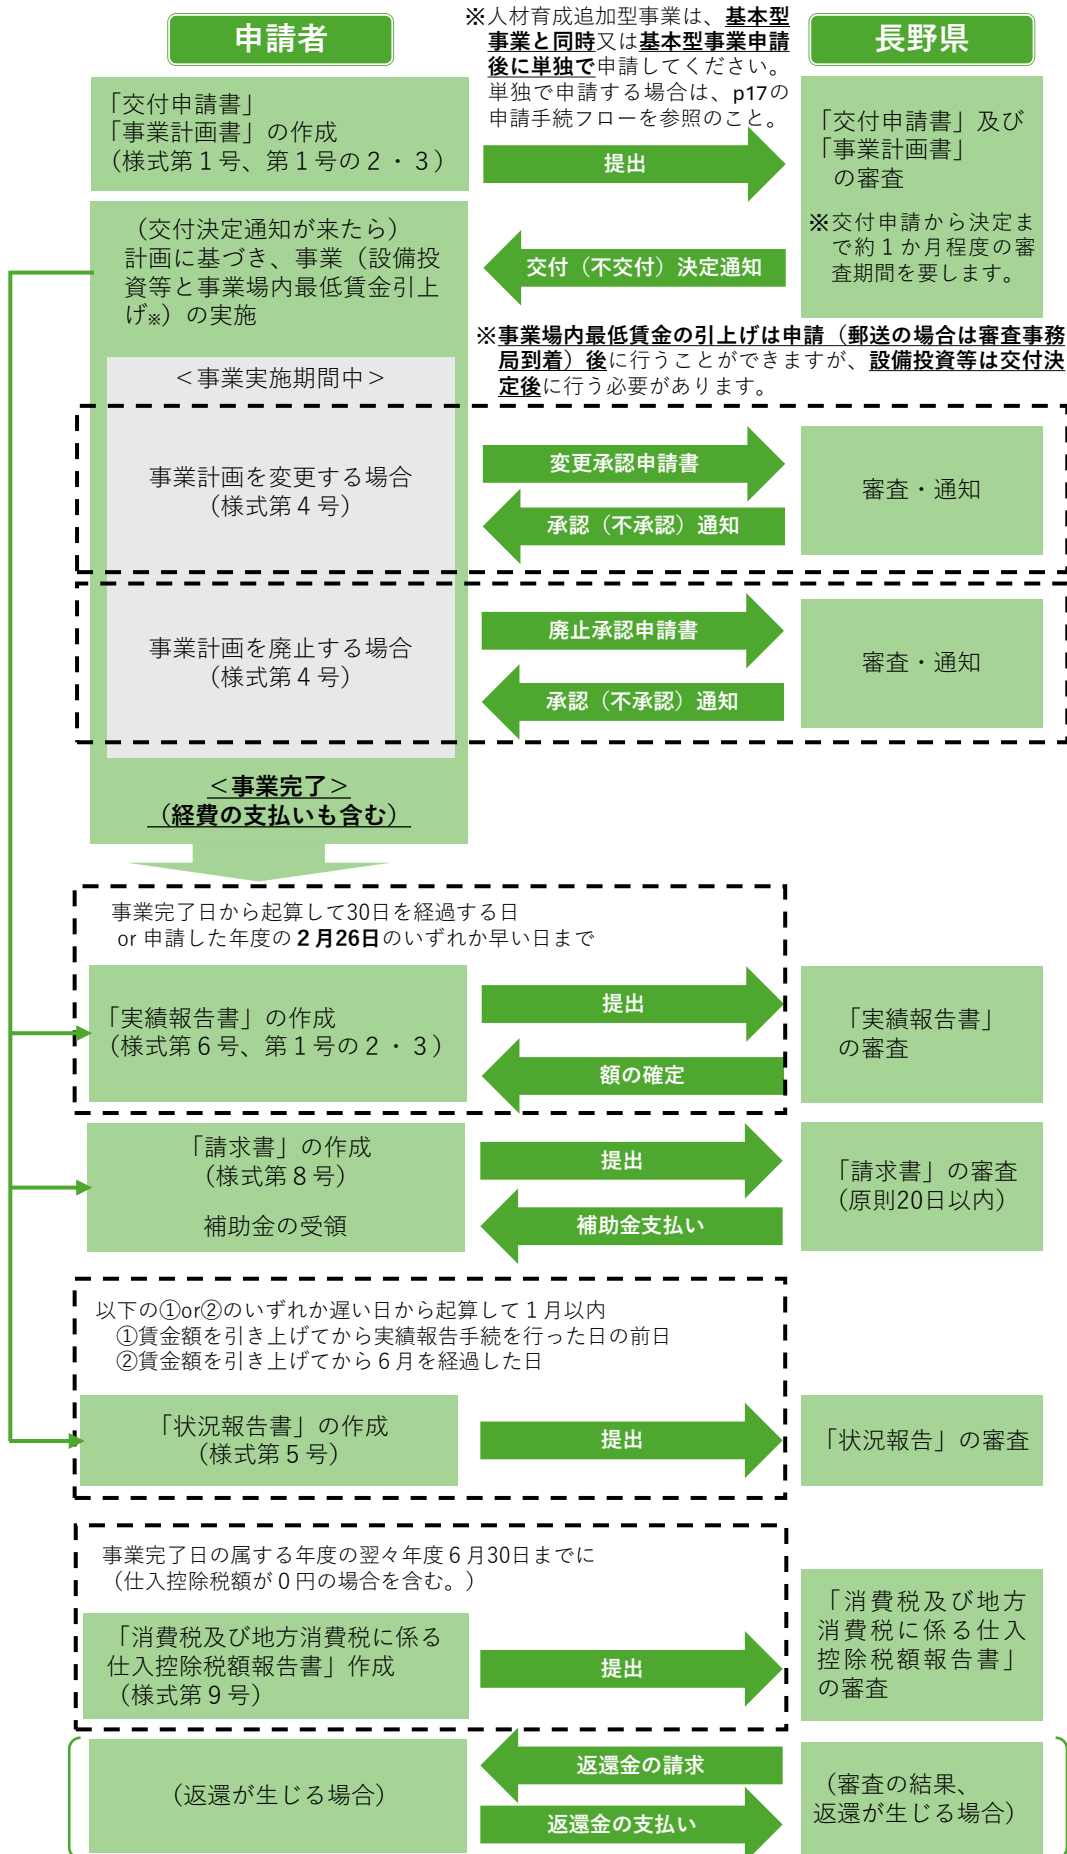 申請者
※人材育成追加型事業は、基本型
事業と同時又は基本型事業申請
後に単独で申請してください。
単独で申請する場合は、p17の
申請手続フローを参照のこと。
長野県
「交付申請書」
「事業計画書」の作成
（様式第１号、第１号の２・３）
提出
「交付申請書」及び
「事業計画書」
の審査
※交付申請から決定ま
で約１か月程度の審
査期間を要します。
（交付決定通知が来たら）
計画に基づき、事業（設備投
資等と事業場内最低賃金引上
げ※）の実施
交付（不交付）決定通知
※事業場内最低賃金の引上げは申請（郵送の場合は審査事務
局到着）後に行うことができますが、設備投資等は交付決
定後に行う必要があります。
＜事業実施期間中＞
事業計画を変更する場合
（様式第４号）
変更承認申請書
承認（不承認）通知
審査・通知
事業計画を廃止する場合
（様式第４号）
廃止承認申請書
承認（不承認）通知
審査・通知
＜事業完了＞
（経費の支払いも含む）
事業完了日から起算して30日を経過する日
or 申請した年度の２月26日のいずれか早い日まで
「実績報告書」の作成
（様式第６号、第１号の２・３）
提出
額の確定
「実績報告書」
の審査
「請求書」の作成
（様式第８号）
補助金の受領
提出
補助金支払い
「請求書」の審査
（原則20日以内）
以下の①or②のいずれか遅い日から起算して１月以内
①賃金額を引き上げてから実績報告手続を行った日の前日
②賃金額を引き上げてから６月を経過した日
「状況報告書」の作成
（様式第５号）
提出
「状況報告」の審査
事業完了日の属する年度の翌々年度６月30日までに
（仕入控除税額が０円の場合を含む。）
「消費税及び地方消費税に係る
仕入控除税額報告書」作成
（様式第９号）
提出
「消費税及び地方
消費税に係る仕入
控除税額報告書」
の審査
（返還が生じる場合）
返還金の請求
返還金の支払い
（審査の結果、
返還が生じる場合）